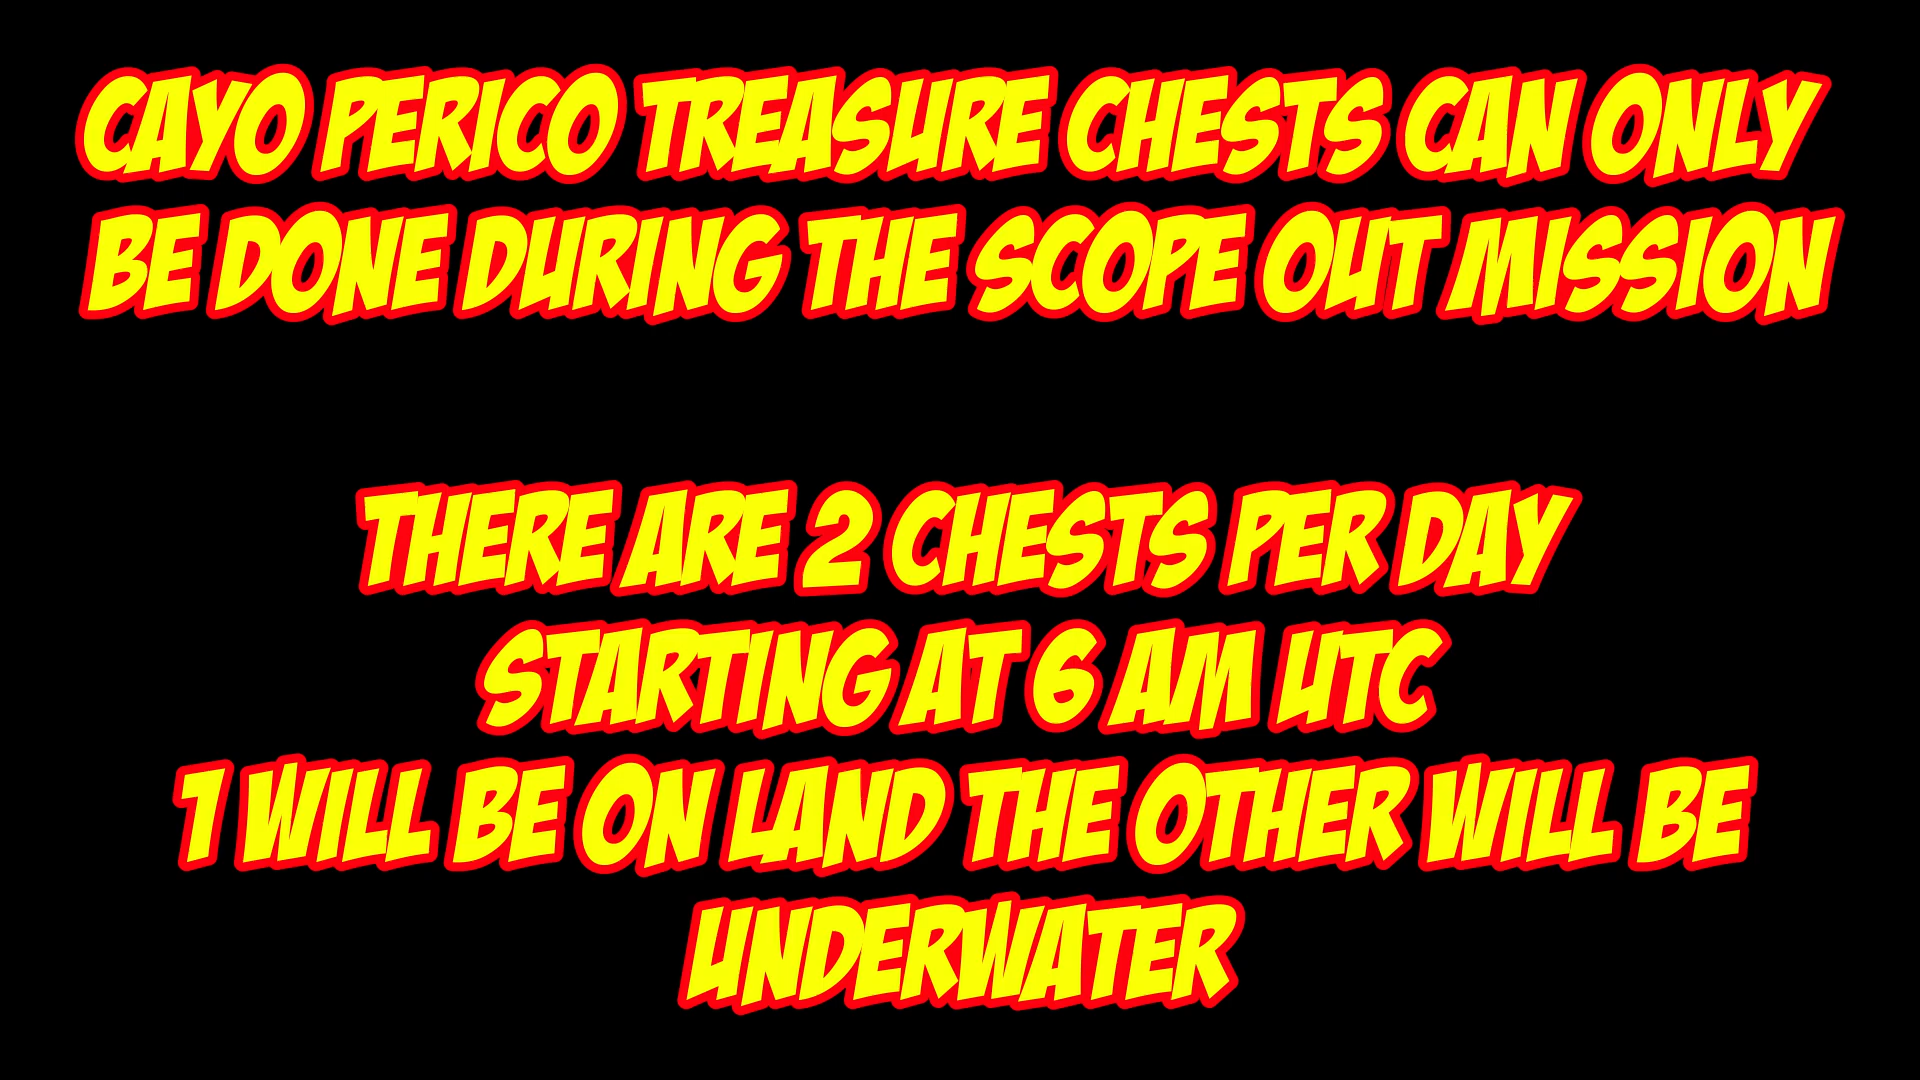 CAYO PERICO TREASURE CHESTS CAN ONLY
BE DONE DURING THE SCOPE OUT MISSION
THERE ARE 2 CHESTS PER DAY
STARTING AT 6 AM UTC
1 WILL BE ON LAND THE OTHER WILL BE
UNDERWATER